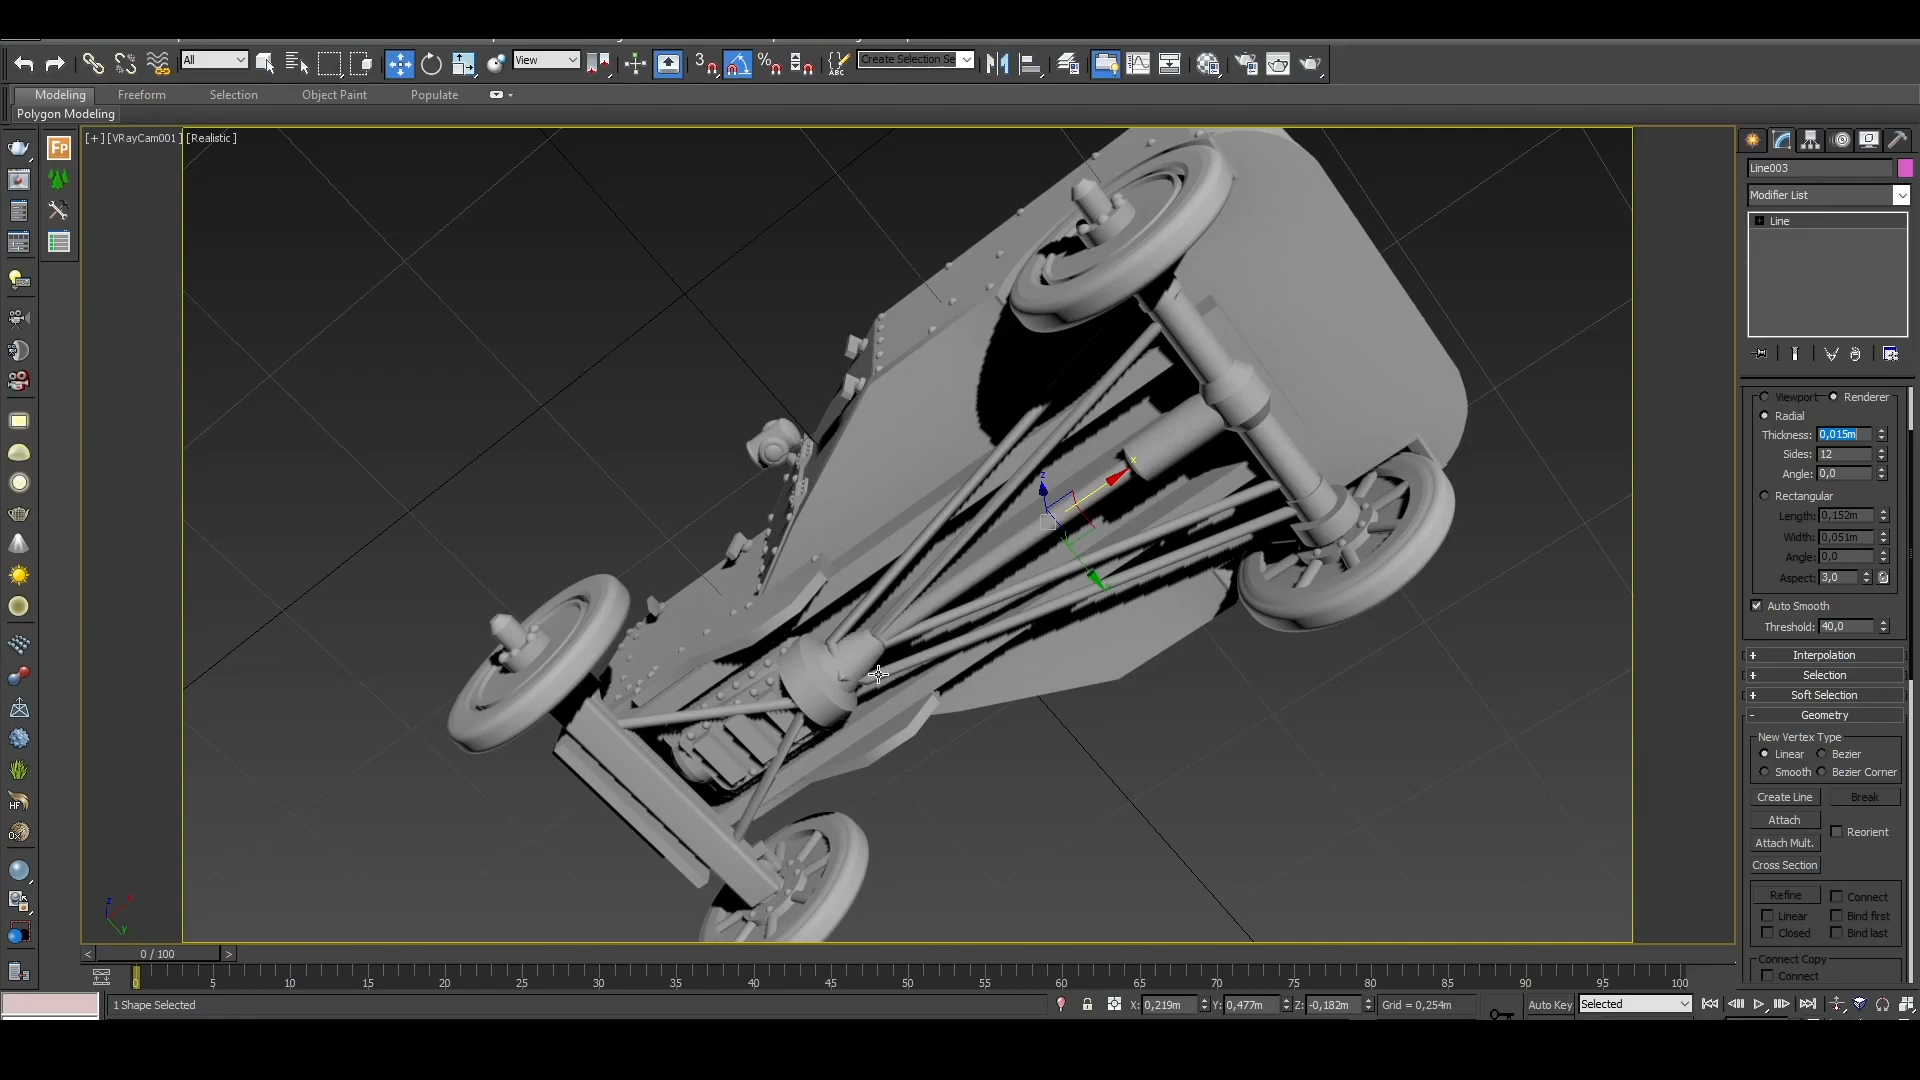 All
View
3
%
ABC
Create Selection Se
Modeling
Freeform
Selection
Object Paint
Populate
Polygon Modeling
[+] [VRayCam001] [Realistic]
Fp
HF
Line003
Modifier List
Line
Viewport
Renderer
Radial
Thickness: 0,015m
Sides: 12
Angle: 0,0
Rectangular
Length: 0,152m
Width: 0,051m
Angle: 0,0
Aspect: 3,0
Auto Smooth
Threshold: 40,0
+ Interpolation
+ Selection
+ Soft Selection
- Geometry
New Vertex Type
Linear
Bezier
Smooth
Bezier Corner
Create Line
Break
Attach
Reorient
Attach Mult.
Cross Section
Refine
Connect
Linear
Bind first
Closed
Bind last
Connect Copy
Connect
z
x
z
x
y
< 0 / 100 >
0 5 10 15 20 25 30 35 40 45 50 55 60 65 70 75 80 85 90 95 100
1 Shape Selected
X: 0,219m
Y: 0,477m
Z: -0,182m
Grid = 0,254m
Auto Key
Selected